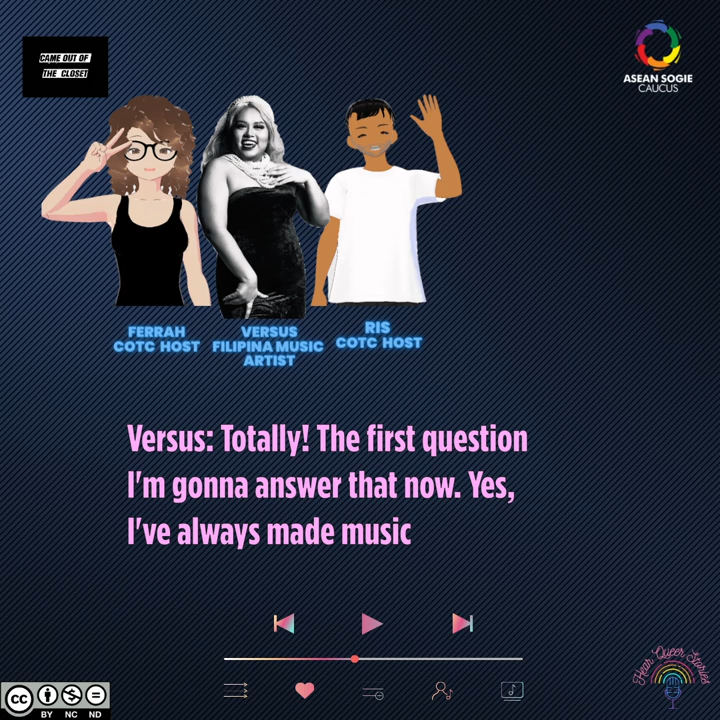 CAME OUT OF
THE CLOSET
ASEAN SOGIE
CAUCUS
FERRAH
COTC HOST
VERSUS
FILIPINA MUSIC
ARTIST
RIS
COTC HOST
Versus: Totally! The first question
I'm gonna answer that now. Yes,
I've always made music
Hear Queer Stories
CC
BY NC ND